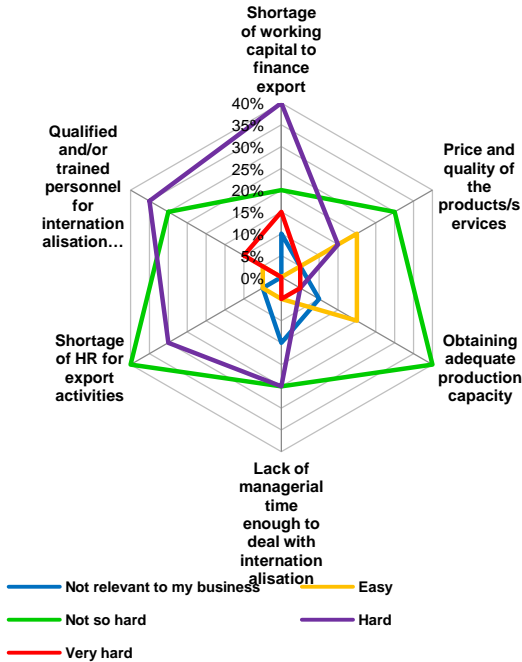 Shortage
of working
capital to
finance
export
40%
35%
30%
25%
20%
15%
10%
5%
0%
Price and
quality of
the
products/s
ervices
Obtaining
adequate
production
capacity
Lack of
managerial
time
enough to
deal with
internation
alisation
Shortage
of HR for
export
activities
Qualified
and/or
trained
personnel
for
internation
alisation…
Not relevant to my business
Easy
Not so hard
Hard
Very hard